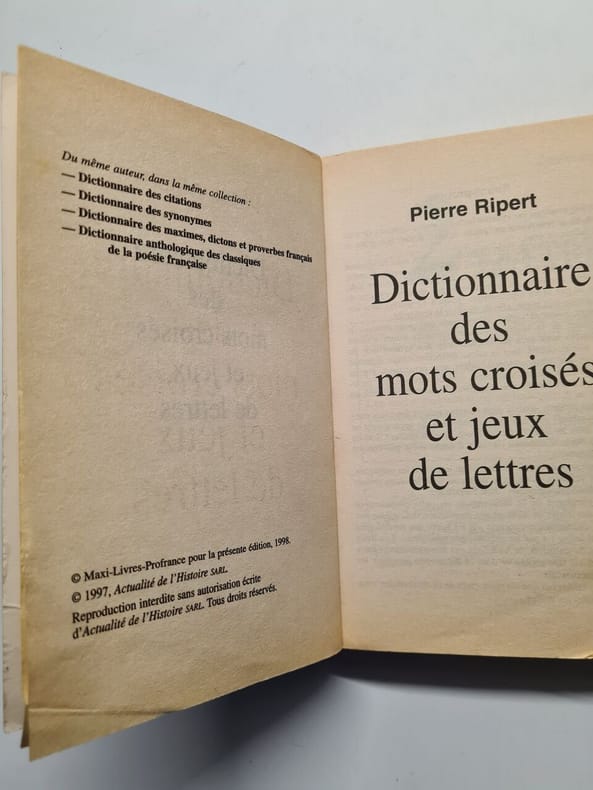 Du même auteur, dans la même collection :
— Dictionnaire des citations
— Dictionnaire des synonymes
— Dictionnaire des maximes, dictons et proverbes français
— Dictionnaire anthologique des classiques
de la poésie française
© Maxi-Livres-Profrance pour la présente édition, 1998.
© 1997, Actualité de l'Histoire SARL.
Reproduction interdite sans autorisation écrite
d'Actualité de l'Histoire SARL. Tous droits réservés.
Pierre Ripert
Dictionnaire
des
mots croisés
et jeux
de lettres